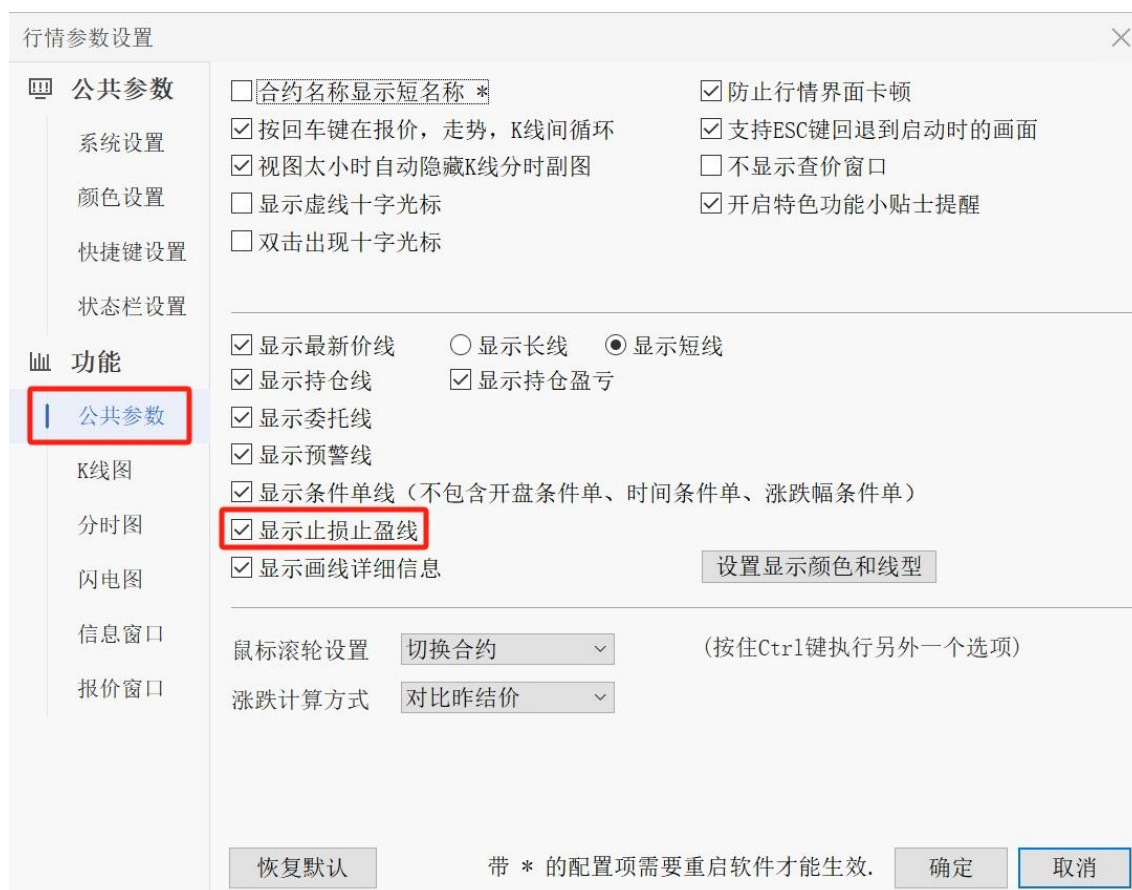 行情参数设置
公共参数
系统设置
颜色设置
快捷键设置
状态栏设置
功能
公共参数
K线图
分时图
闪电图
信息窗口
报价窗口
合约名称显示短名称 *
防止行情界面卡顿
按回车键在报价，走势，K线间循环
支持ESC键回退到启动时的画面
视图太小时自动隐藏K线分时副图
不显示查价窗口
显示虚线十字光标
开启特色功能小贴士提醒
双击出现十字光标
显示最新价线 显示长线 显示短线
显示持仓线 显示持仓盈亏
显示委托线
显示预警线
显示条件单线（不包含开盘条件单、时间条件单、涨跌幅条件单）
显示止损止盈线
显示画线详细信息 设置显示颜色和线型
鼠标滚轮设置 切换合约 (按住Ctrl键执行另外一个选项)
涨跌计算方式 对比昨结价
恢复默认 带 * 的配置项需要重启软件才能生效. 确定 取消